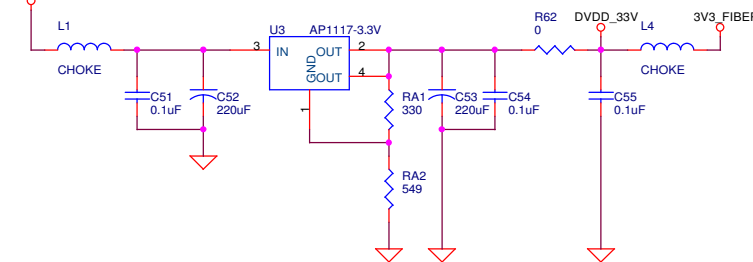 L1
CHOKE
C51
0.1uF
C52
220uF
U3
AP1117-3.3V
3
IN
OUT
2
GND
OUT
4
1
RA1
330
RA2
549
C53
220uF
C54
0.1uF
R62
0
DVDD_33V
C55
0.1uF
L4
CHOKE
3V3_FIBER